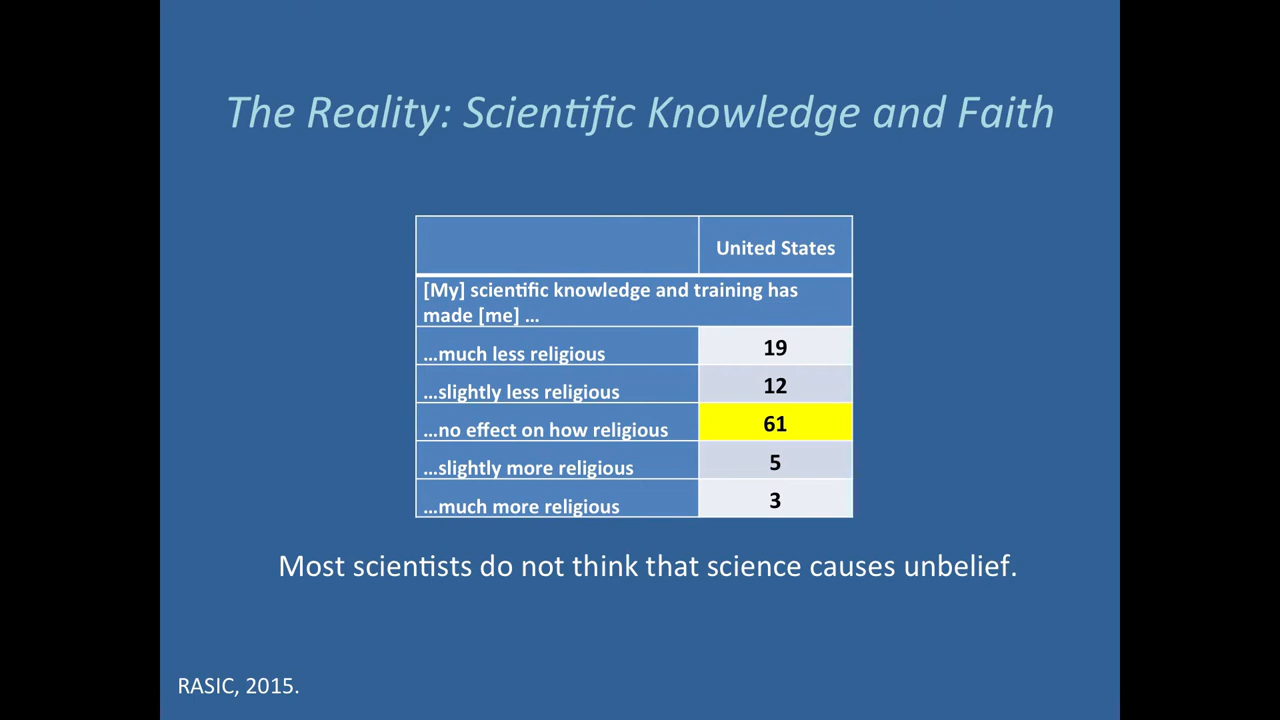 The Reality: Scientific Knowledge and Faith
United States
[My] scientific knowledge and training has
made [me] …
…much less religious 19
…slightly less religious 12
…no effect on how religious 61
…slightly more religious 5
…much more religious 3
Most scientists do not think that science causes unbelief.
RASIC, 2015.